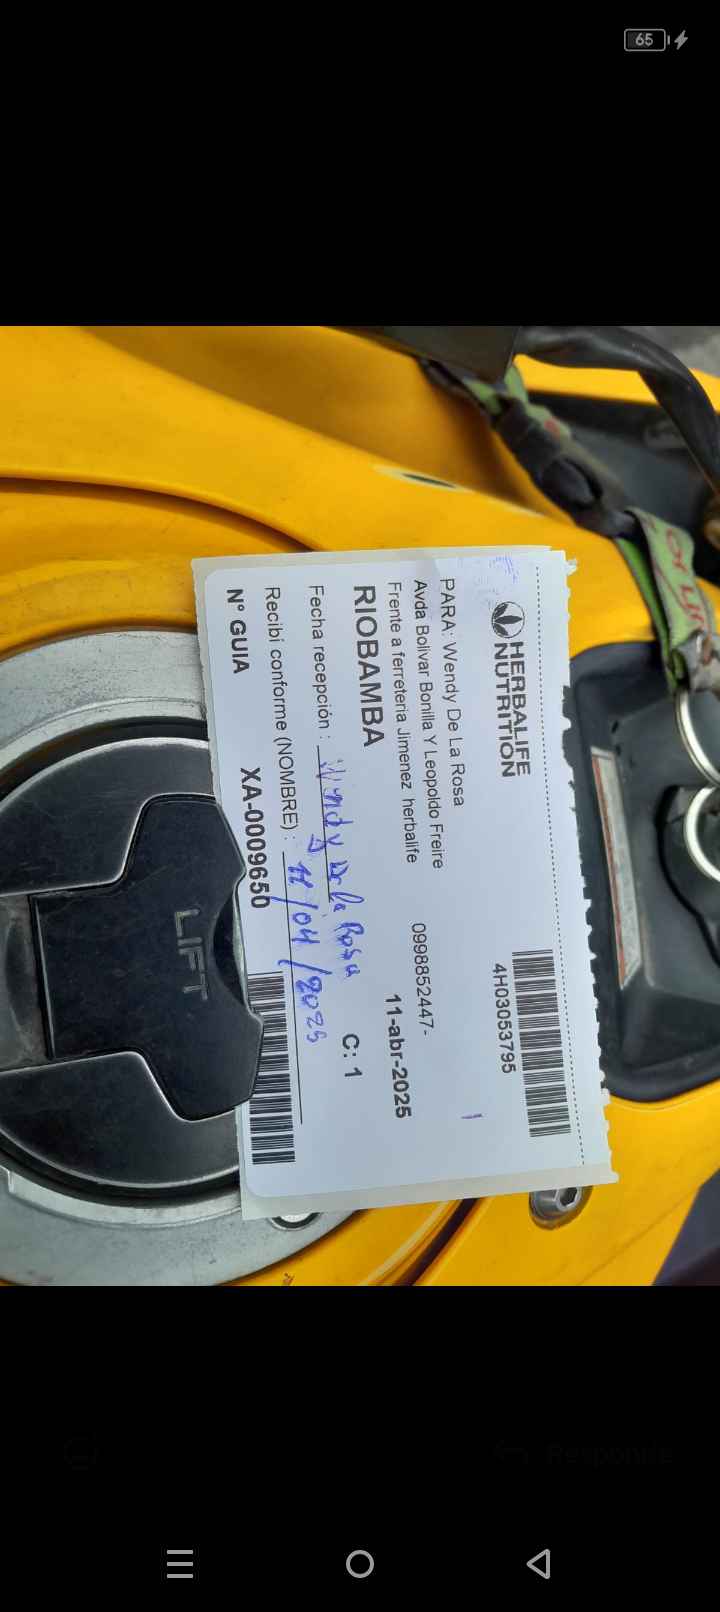 65
HERBALIFE
NUTRITION
4H03053795
PARA: Wendy De La Rosa
Avda Bolivar Bonilla Y Leopoldo Freire 0998852447-
Frente a ferreteria Jimenez herbalife
RIOBAMBA 11-abr-2025
Fecha recepción : Wendy De la Rosa C: 1
Recibí conforme (NOMBRE) : 11/04/2025
N° GUIA XA-0009650
LIFT
Responde